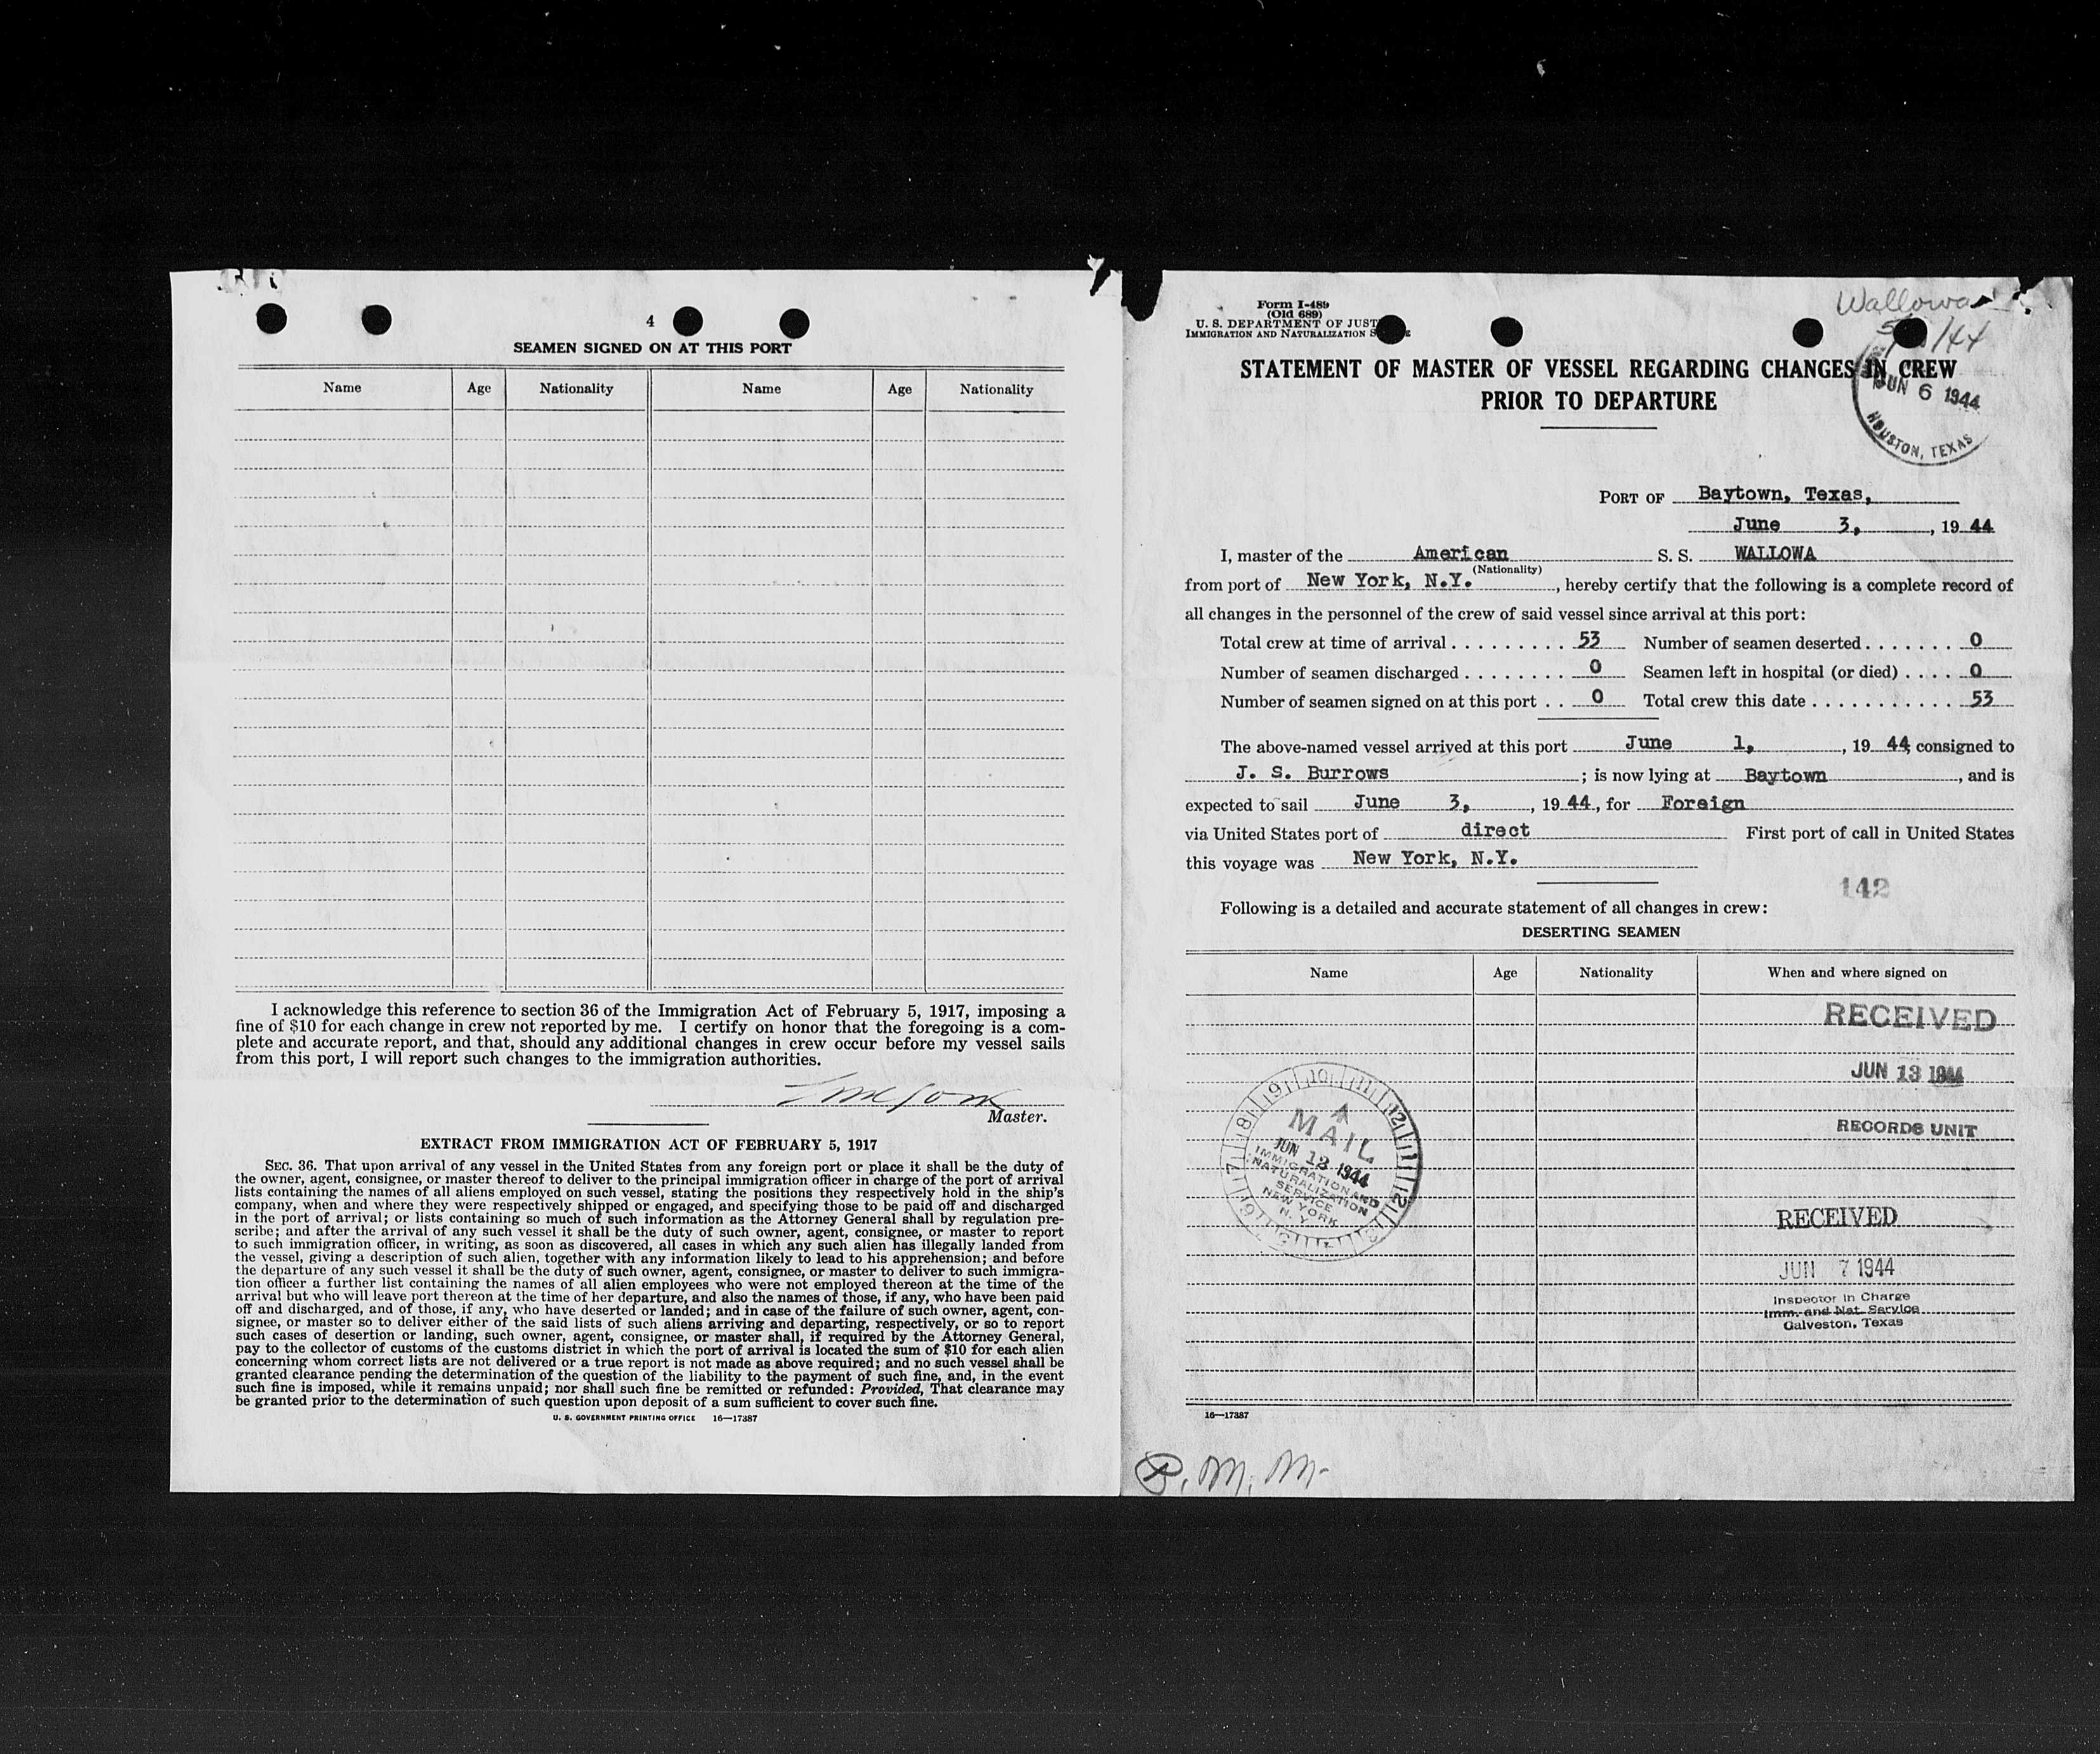 4
SEAMEN SIGNED ON AT THIS PORT
Name Age Nationality Name Age Nationality
I acknowledge this reference to section 36 of the Immigration Act of February 5, 1917, imposing a
fine of $10 for each change in crew not reported by me. I certify on honor that the foregoing is a com-
plete and accurate report, and that, should any additional changes in crew occur before my vessel sails
from this port, I will report such changes to the immigration authorities.
Master.
EXTRACT FROM IMMIGRATION ACT OF FEBRUARY 5, 1917
SEC. 36. That upon arrival of any vessel in the United States from any foreign port or place it shall be the duty of
the owner, agent, consignee, or master thereof to deliver to the principal immigration officer in charge of the port of arrival
lists containing the names of all aliens employed on such vessel, stating the positions they respectively hold in the ship's
company, when and where they were respectively shipped or engaged, and specifying those to be paid off and discharged
in the port of arrival; or lists containing so much of such information as the Attorney General shall by regulation pre-
scribe; and after the arrival of any such vessel it shall be the duty of such owner, agent, consignee, or master to report
to such immigration officer, in writing, as soon as discovered, all cases in which any such alien has illegally landed from
the vessel, giving a description of such alien, together with any information likely to lead to his apprehension; and before
the departure of any such vessel it shall be the duty of such owner, agent, consignee, or master to deliver to such immigra-
tion officer a further list containing the names of all alien employees who were not employed thereon at the time of the
arrival but who will leave port thereon at the time of her departure, and also the names of those, if any, who have been paid
off and discharged, and of those, if any, who have deserted or landed; and in case of the failure of such owner, agent, con-
signee, or master so to deliver either of the said lists of such aliens arriving and departing, respectively, or so to report
such cases of desertion or landing, such owner, agent, consignee, or master shall, if required by the Attorney General,
pay to the collector of customs of the customs district in which the port of arrival is located the sum of $10 for each alien
concerning whom correct lists are not delivered or a true report is not made as above required; and no such vessel shall be
granted clearance pending the determination of the question of the liability to the payment of such fine, and, in the event
such fine is imposed, while it remains unpaid; nor shall such fine be remitted or refunded: Provided, That clearance may
be granted prior to the determination of such question upon deposit of a sum sufficient to cover such fine.
U. S. GOVERNMENT PRINTING OFFICE 16—17387
Form I-489
(Old 689)
U. S. DEPARTMENT OF JUST
IMMIGRATION AND NATURALIZATION S
Wallowa
/44
STATEMENT OF MASTER OF VESSEL REGARDING CHANGES IN CREW
PRIOR TO DEPARTURE
JUN 6 1944
HOUSTON, TEXAS
PORT OF Baytown, Texas,
June 3, , 19 44
I, master of the American S. S. WALLOWA
(Nationality)
from port of New York, N.Y. , hereby certify that the following is a complete record of
all changes in the personnel of the crew of said vessel since arrival at this port:
Total crew at time of arrival . . . . . . . . . 53 Number of seamen deserted . . . . . . . 0
Number of seamen discharged . . . . . . . . 0 Seamen left in hospital (or died) . . . . 0
Number of seamen signed on at this port . . 0 Total crew this date . . . . . . . . . . . . 53
The above-named vessel arrived at this port June 1, , 19 44, consigned to
J. S. Burrows ; is now lying at Baytown , and is
expected to sail June 3, , 19 44 , for Foreign
via United States port of direct First port of call in United States
this voyage was New York, N.Y.
142
Following is a detailed and accurate statement of all changes in crew:
DESERTING SEAMEN
Name Age Nationality When and where signed on
RECEIVED
JUN 13 1944
RECORDS UNIT
MAIL
JUN 13 1944
IMMIGRATION AND
NATURALIZATION
SERVICE
NEW YORK
N. Y.
RECEIVED
JUN 7 1944
Inspector in Charge
Imm. and Nat. Service
Galveston, Texas
16—17387
P. M. M.